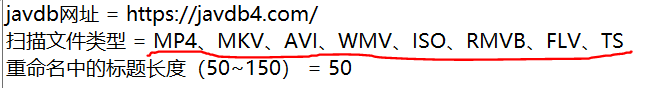 javdb网址 = https://javdb4.com/
扫描文件类型 = MP4、MKV、AVI、WMV、ISO、RMVB、FLV、TS
重命名中的标题长度（50~150） = 50